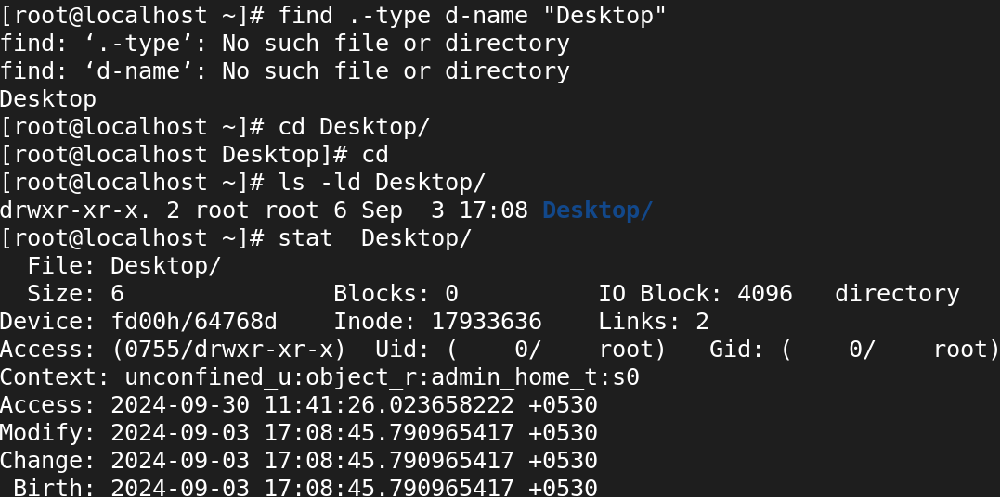 [root@localhost ~]# find .-type d-name "Desktop"
find: ‘.-type’: No such file or directory
find: ‘d-name’: No such file or directory
Desktop
[root@localhost ~]# cd Desktop/
[root@localhost Desktop]# cd
[root@localhost ~]# ls -ld Desktop/
drwxr-xr-x. 2 root root 6 Sep  3 17:08 Desktop/
[root@localhost ~]# stat  Desktop/
  File: Desktop/
  Size: 6               Blocks: 0          IO Block: 4096   directory
Device: fd00h/64768d    Inode: 17933636    Links: 2
Access: (0755/drwxr-xr-x)  Uid: (    0/    root)   Gid: (    0/    root)
Context: unconfined_u:object_r:admin_home_t:s0
Access: 2024-09-30 11:41:26.023658222 +0530
Modify: 2024-09-03 17:08:45.790965417 +0530
Change: 2024-09-03 17:08:45.790965417 +0530
 Birth: 2024-09-03 17:08:45.790965417 +0530